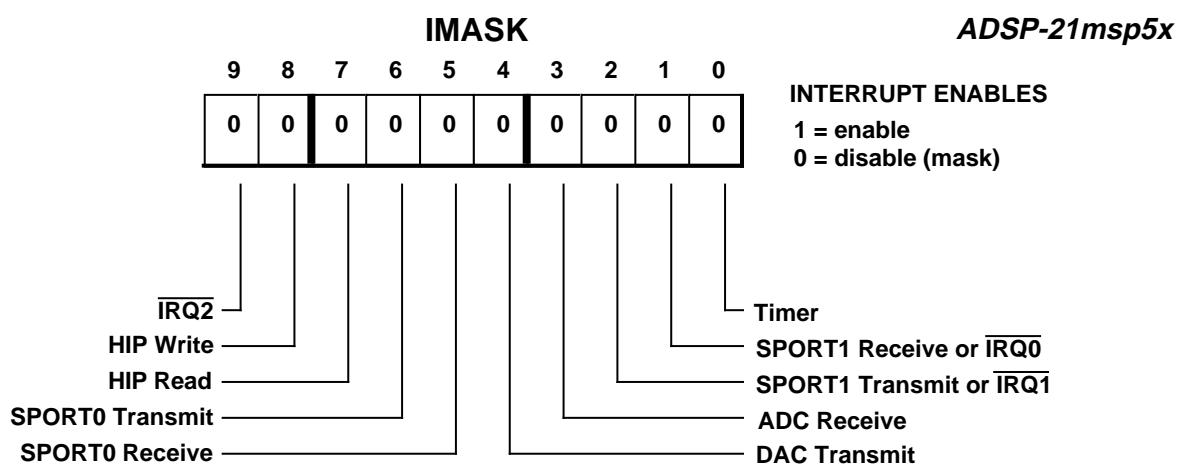 IMASK
ADSP-21msp5x
9 8 7 6 5 4 3 2 1 0
0 0 0 0 0 0 0 0 0 0
INTERRUPT ENABLES
1 = enable
0 = disable (mask)
IRQ2
HIP Write
HIP Read
SPORT0 Transmit
SPORT0 Receive
Timer
SPORT1 Receive or IRQ0
SPORT1 Transmit or IRQ1
ADC Receive
DAC Transmit